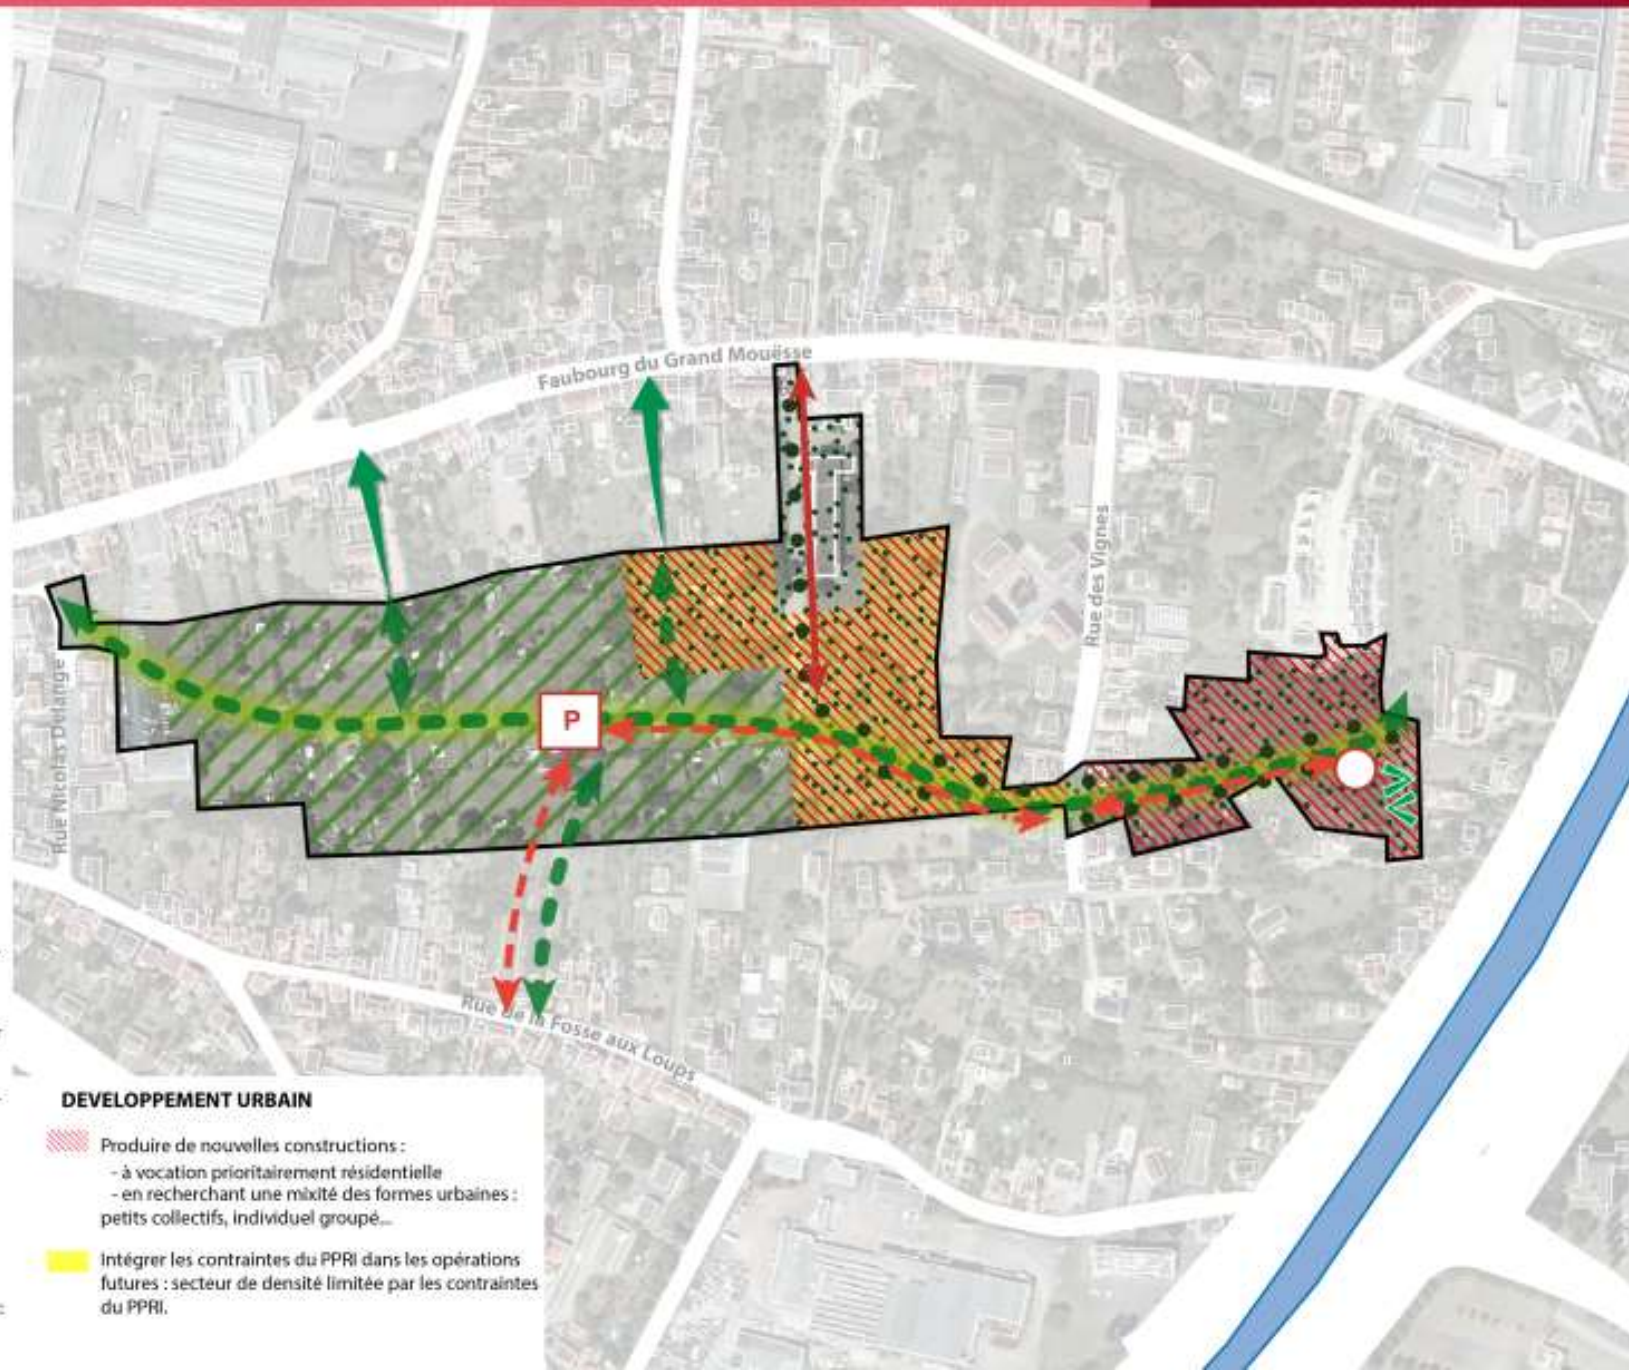 Faubourg du Grand Mouësse
P
Rue des Vignes
Rue Nicolas Delange
Rue de la Fosse aux Loups
DEVELOPPEMENT URBAIN
Produire de nouvelles constructions :
- à vocation prioritairement résidentielle
- en recherchant une mixité des formes urbaines :
petits collectifs, individuel groupé...
Intégrer les contraintes du PPRI dans les opérations
futures : secteur de densité limitée par les contraintes
du PPRI.